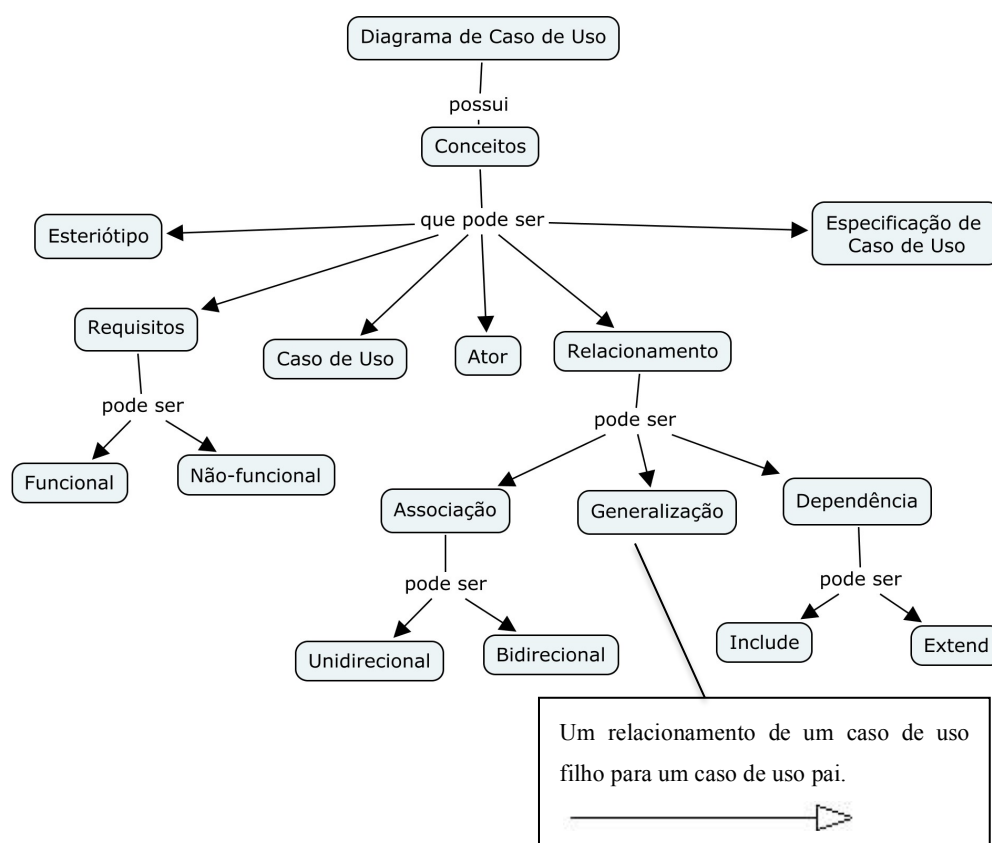 Diagrama de Caso de Uso
possui
Conceitos
que pode ser
Esteriótipo
Especificação de
Caso de Uso
Requisitos
Caso de Uso
Ator
Relacionamento
pode ser
pode ser
Funcional
Não-funcional
Associação
Generalização
Dependência
pode ser
pode ser
Unidirecional
Bidirecional
Include
Extend
Um relacionamento de um caso de uso
filho para um caso de uso pai.